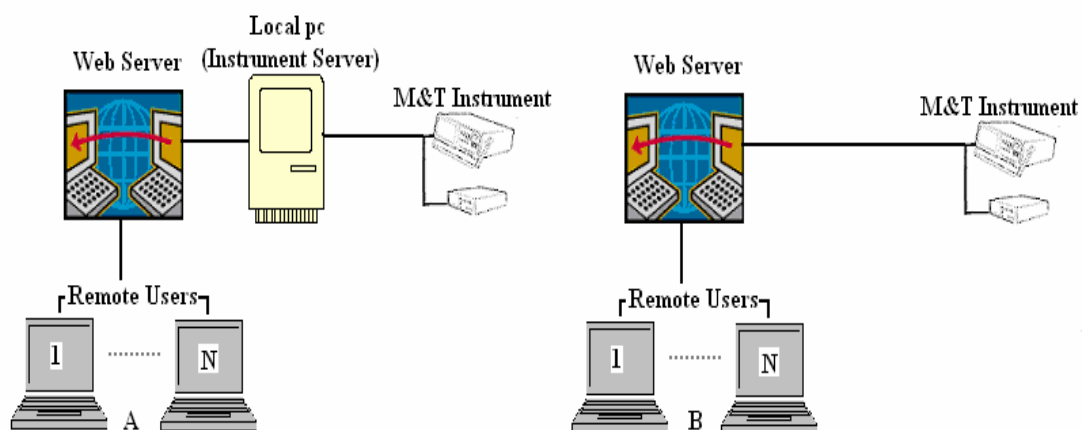 Local pc
(Instrument Server)
Web Server
M&T Instrument
Remote Users
1
N
A
Web Server
M&T Instrument
Remote Users
1
N
B